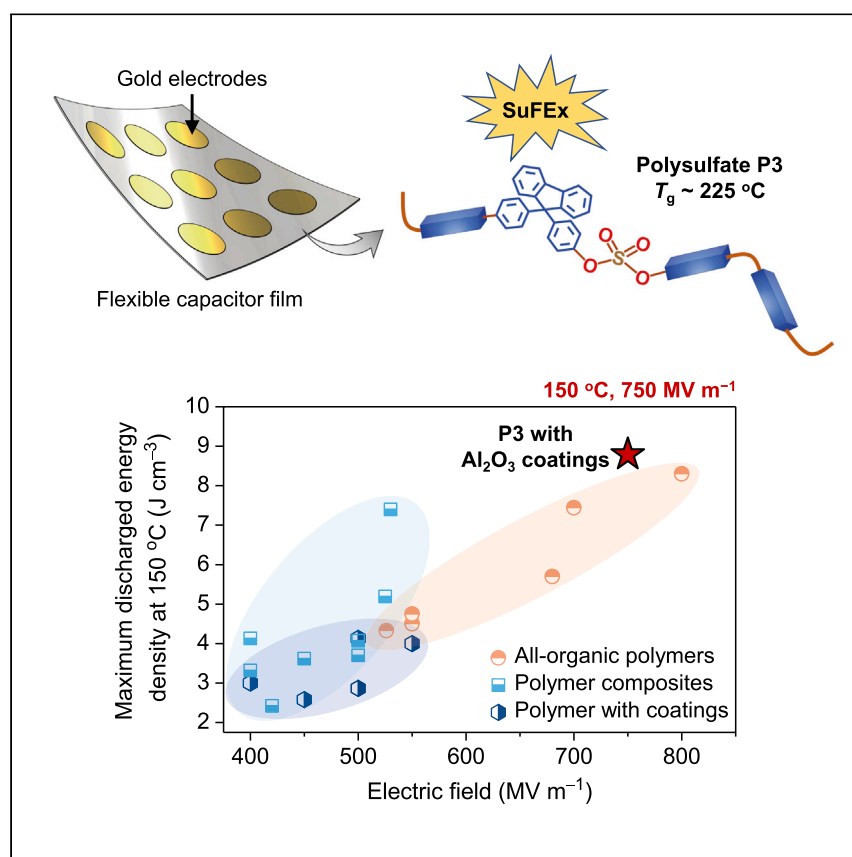 Gold electrodes
Flexible capacitor film
SuFEx
Polysulfate P3
Tg ~ 225 °C
O
O
S
O
O
150 °C, 750 MV m⁻¹
P3 with
Al₂O₃ coatings
Maximum discharged energy
density at 150 °C (J cm⁻³)
10
9
8
7
6
5
4
3
2
All-organic polymers
Polymer composites
Polymer with coatings
400
500
600
700
800
Electric field (MV m⁻¹)